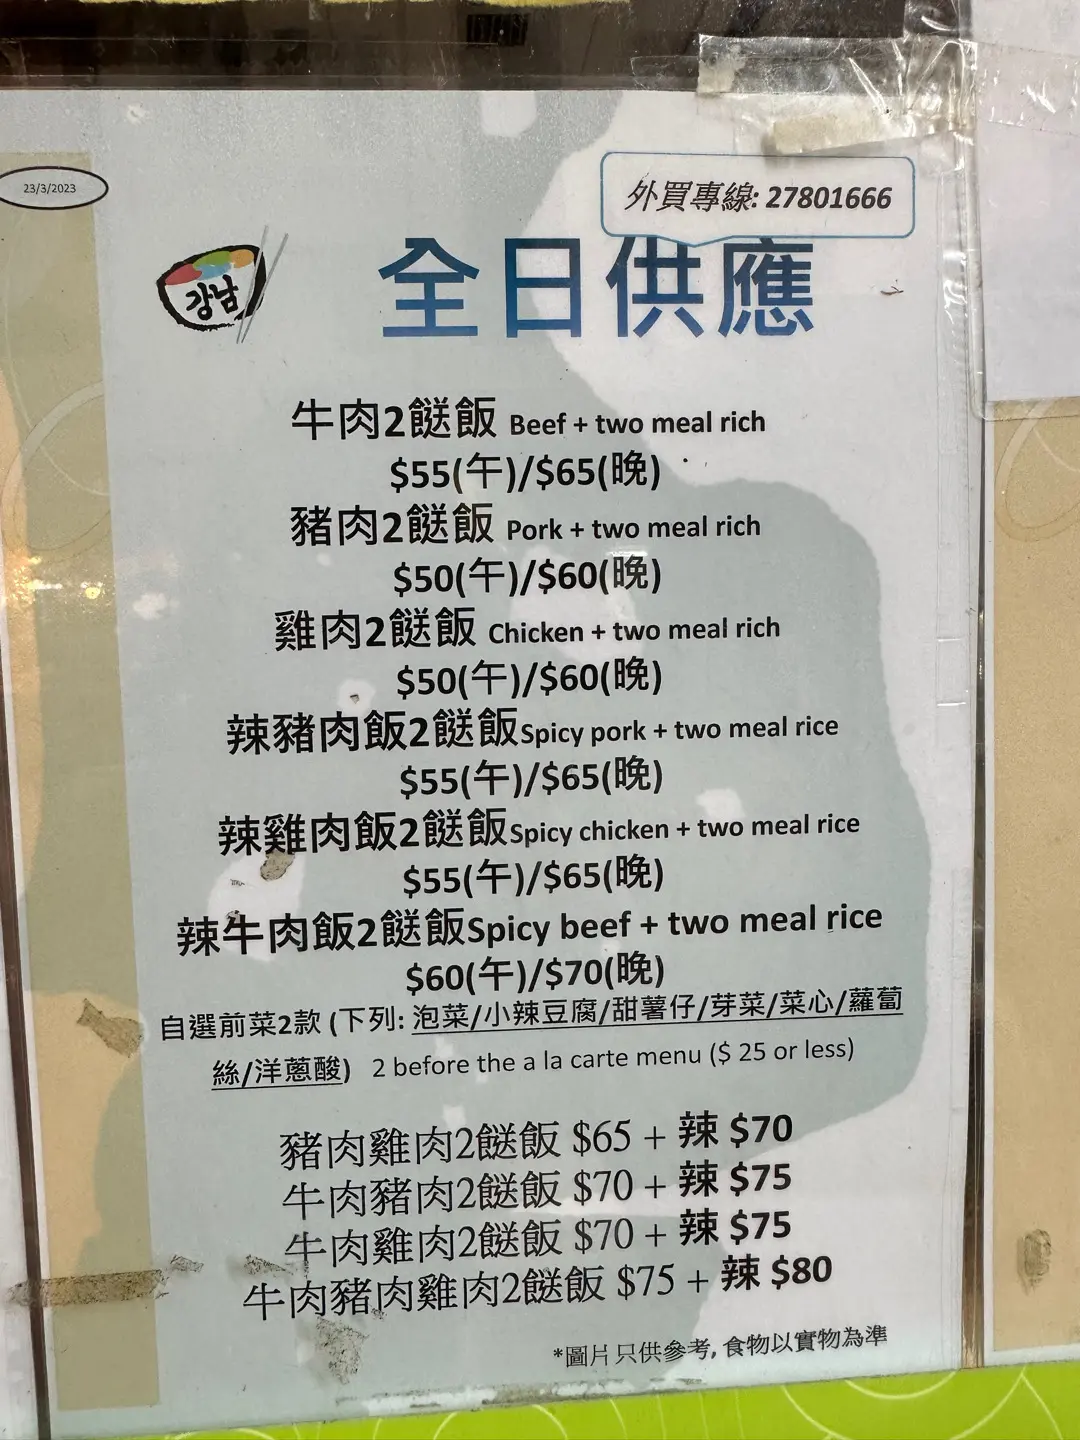 23/3/2023
外買專線: 27801666
강남
全日供應
牛肉2餸飯 Beef + two meal rich
$55(午)/$65(晚)
豬肉2餸飯 Pork + two meal rich
$50(午)/$60(晚)
雞肉2餸飯 Chicken + two meal rich
$50(午)/$60(晚)
辣豬肉飯2餸飯Spicy pork + two meal rice
$55(午)/$65(晚)
辣雞肉飯2餸飯Spicy chicken + two meal rice
$55(午)/$65(晚)
辣牛肉飯2餸飯Spicy beef + two meal rice
$60(午)/$70(晚)
自選前菜2款 (下列: 泡菜/小辣豆腐/甜薯仔/芽菜/菜心/蘿蔔
絲/洋蔥酸) 2 before the a la carte menu ($ 25 or less)
豬肉雞肉2餸飯 $65 + 辣 $70
牛肉豬肉2餸飯 $70 + 辣 $75
牛肉雞肉2餸飯 $70 + 辣 $75
牛肉豬肉雞肉2餸飯 $75 + 辣 $80
*圖片只供參考, 食物以實物為準